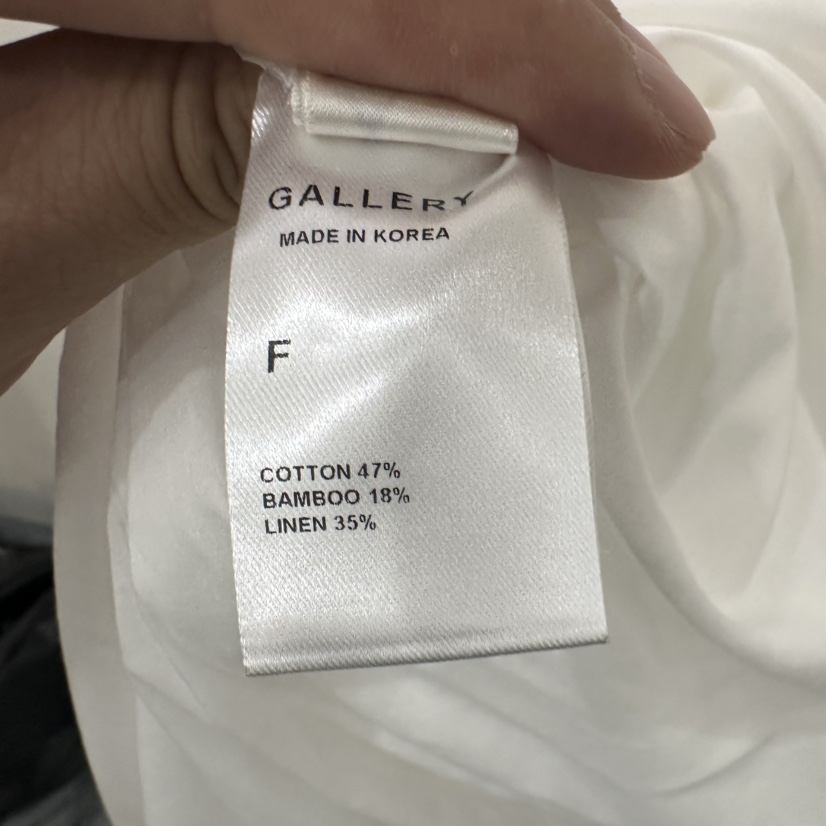 GALLERY
MADE IN KOREA
F
COTTON 47%
BAMBOO 18%
LINEN 35%